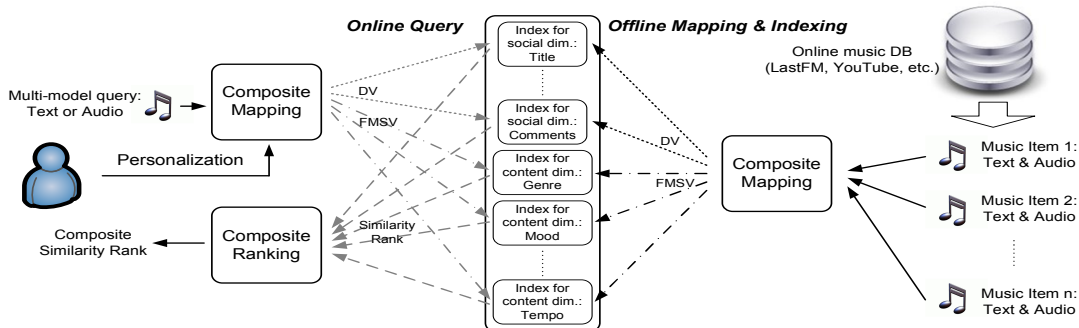 Online Query
Offline Mapping & Indexing
Multi-model query:
Text or Audio
Composite
Mapping
Personalization
Composite
Similarity Rank
Composite
Ranking
DV
FMSV
Similarity
Rank
Index for
social dim.:
Title
Index for
social dim.:
Comments
Index for
content dim.:
Genre
Index for
content dim.:
Mood
Index for
content dim.:
Tempo
DV
FMSV
Composite
Mapping
Online music DB
(LastFM, YouTube, etc.)
Music Item 1:
Text & Audio
Music Item 2:
Text & Audio
Music Item n:
Text & Audio